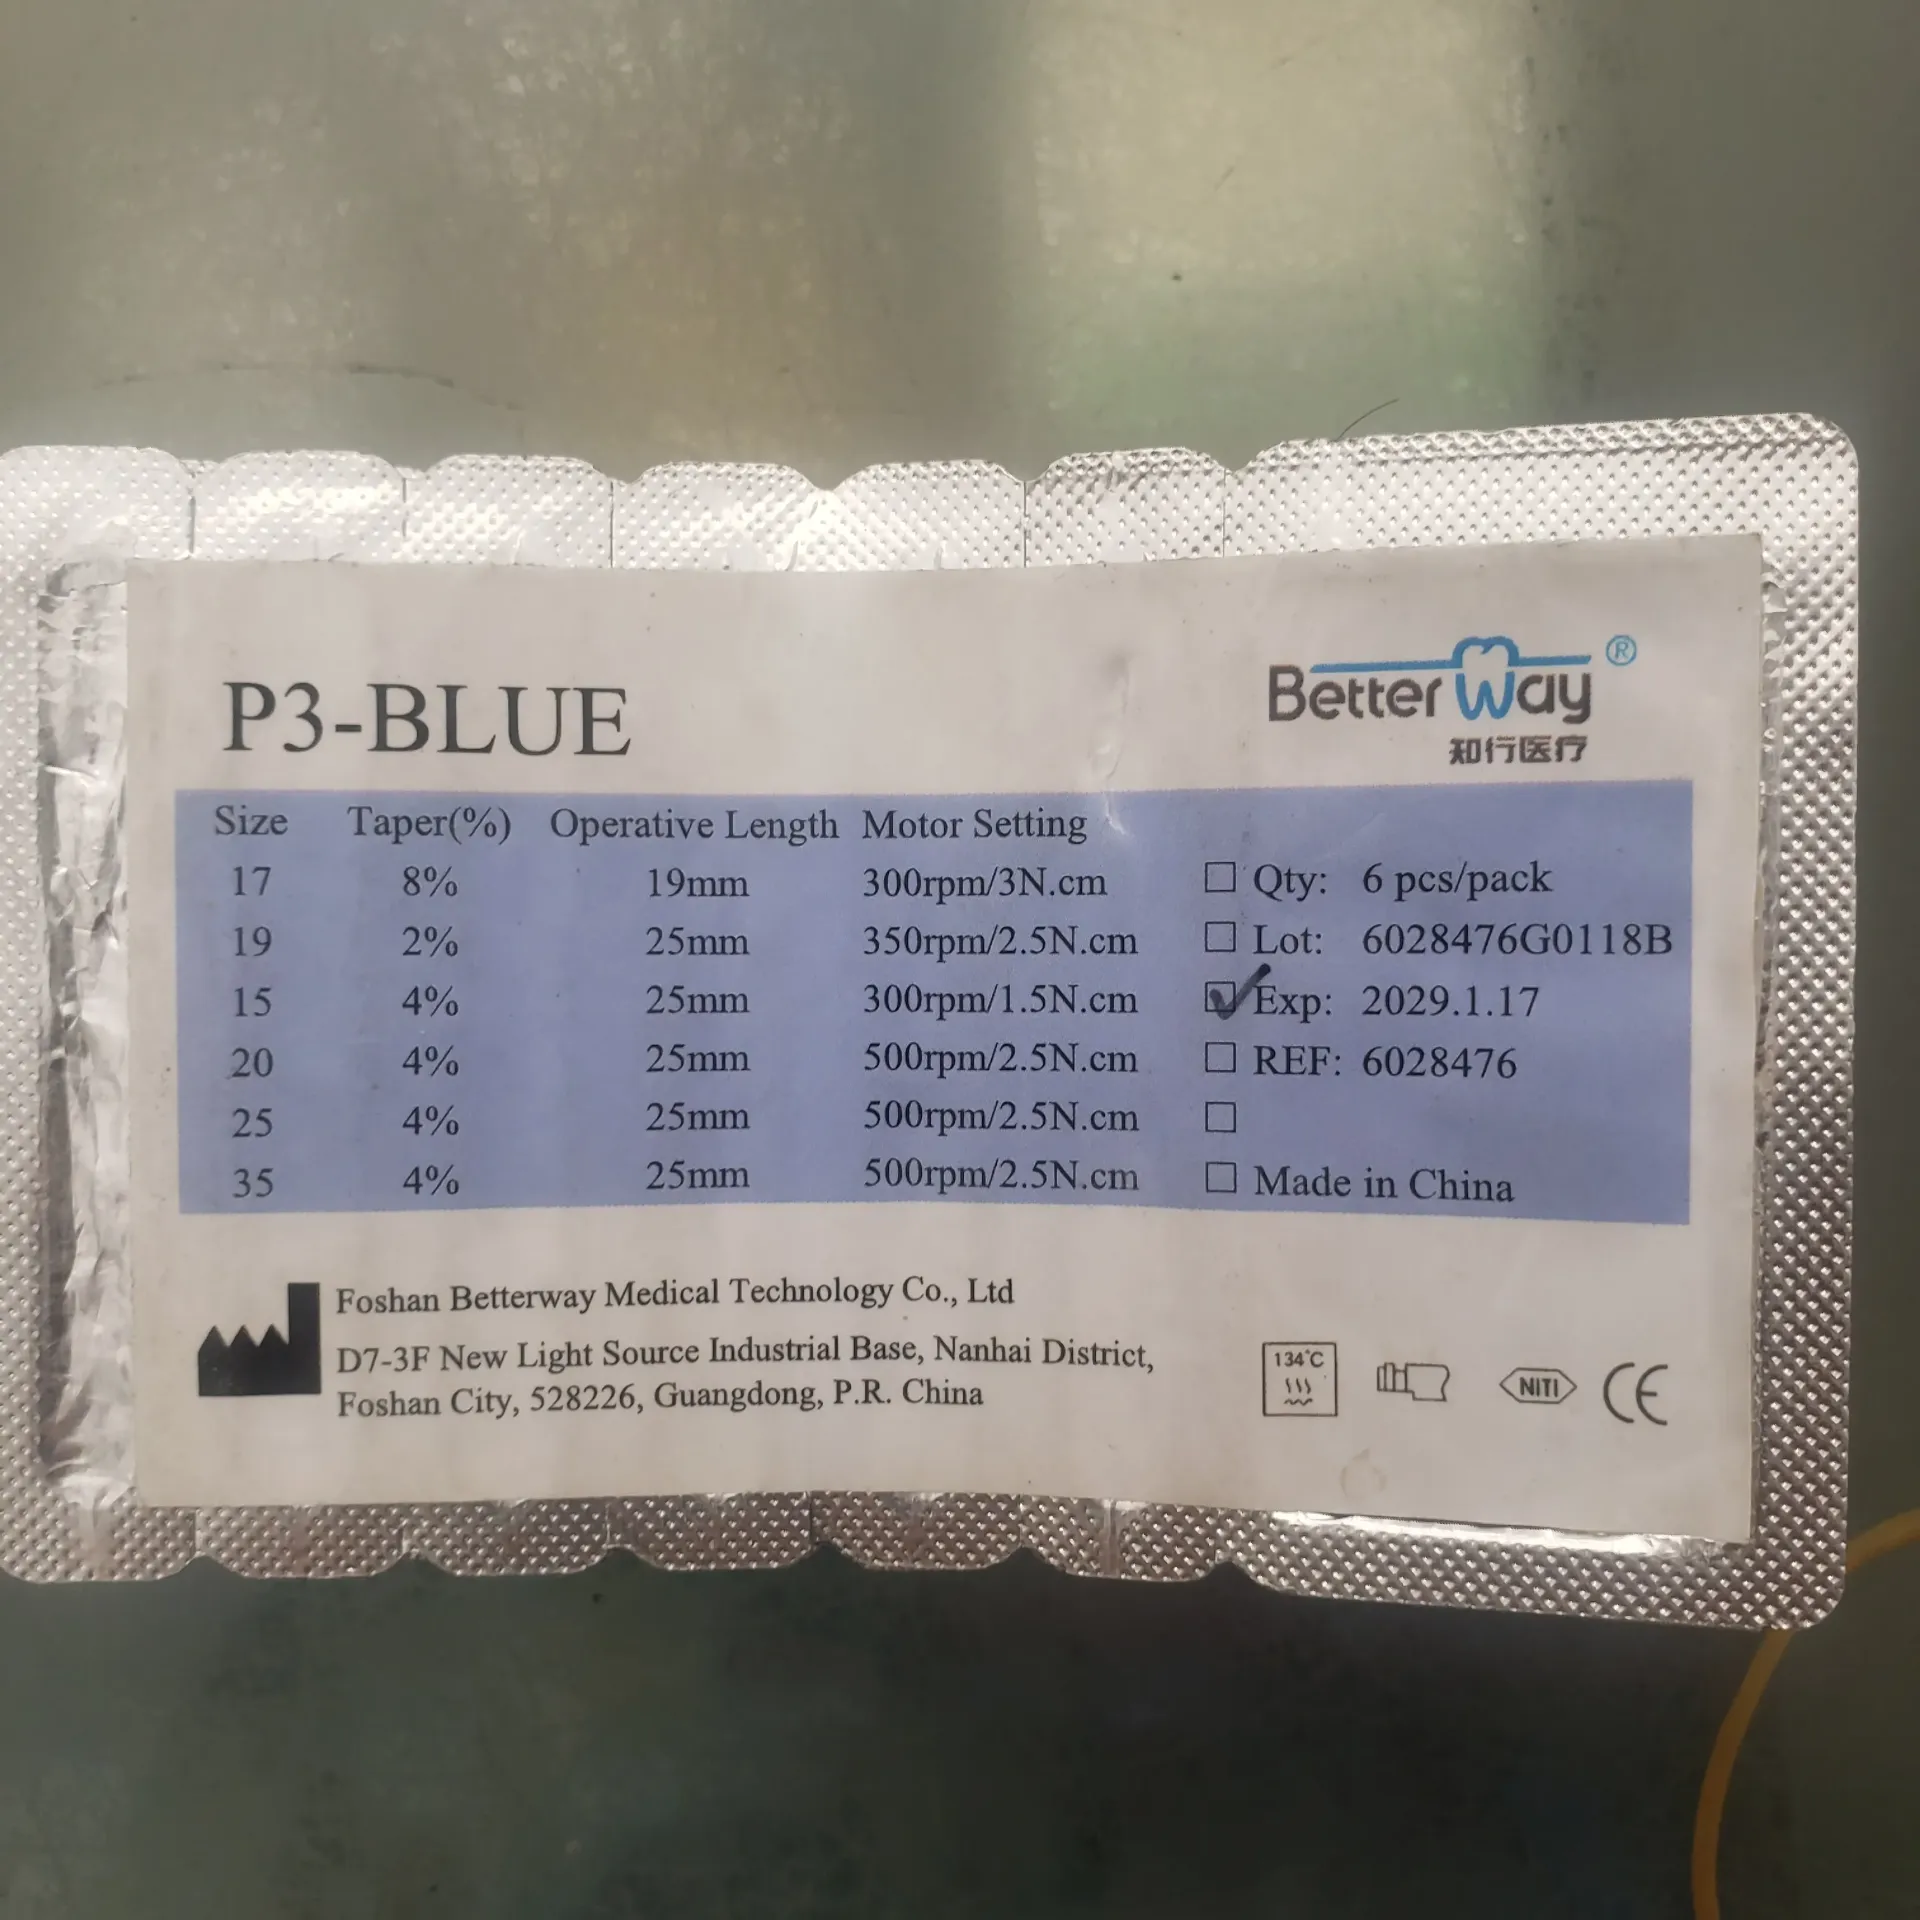 P3-BLUE
BetterWay ®
知行医疗
Size Taper(%) Operative Length Motor Setting
17 8% 19mm 300rpm/3N.cm □ Qty: 6 pcs/pack
19 2% 25mm 350rpm/2.5N.cm □ Lot: 6028476G0118B
15 4% 25mm 300rpm/1.5N.cm ☑ Exp: 2029.1.17
20 4% 25mm 500rpm/2.5N.cm □ REF: 6028476
25 4% 25mm 500rpm/2.5N.cm □
35 4% 25mm 500rpm/2.5N.cm □ Made in China
Foshan Betterway Medical Technology Co., Ltd
D7-3F New Light Source Industrial Base, Nanhai District,
Foshan City, 528226, Guangdong, P.R. China
134°C
NITI
CE